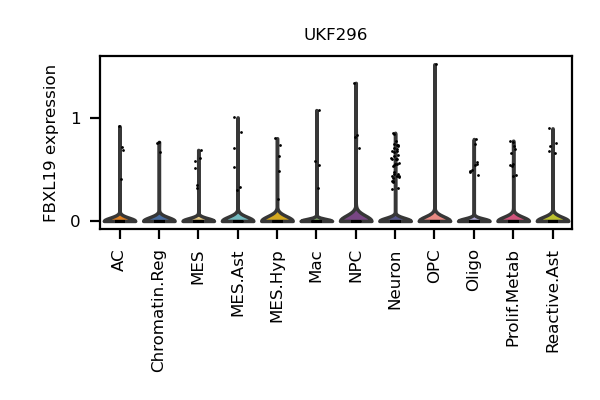 UKF296
FBXL19 expression
1
0
AC
Chromatin.Reg
MES
MES.Ast
MES.Hyp
Mac
NPC
Neuron
OPC
Oligo
Prolif.Metab
Reactive.Ast